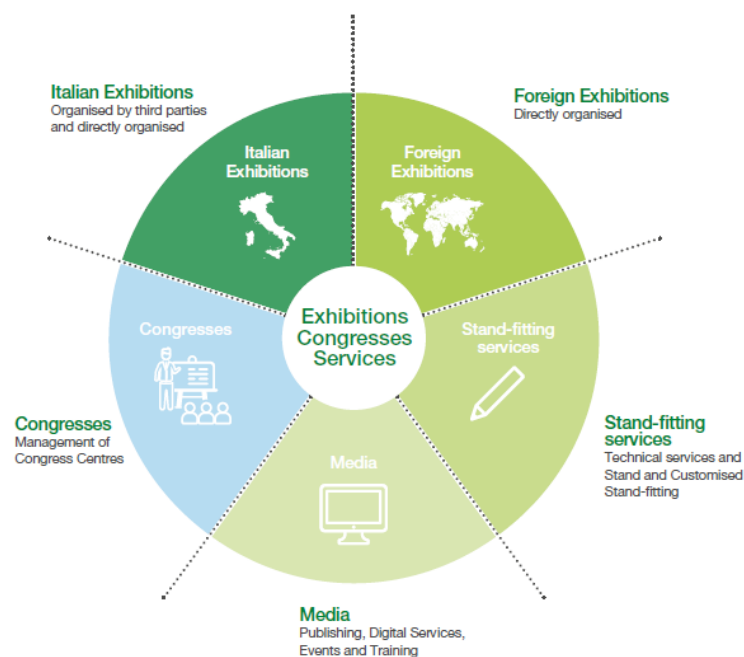 Italian Exhibitions
Organised by third parties
and directly organised
Foreign Exhibitions
Directly organised
Italian
Exhibitions
Foreign
Exhibitions
Exhibitions
Congresses
Services
Congresses
Stand-fitting
services
Congresses
Management of
Congress Centres
Stand-fitting
services
Technical services and
Stand and Customised
Stand-fitting
Media
Media
Publishing, Digital Services,
Events and Training